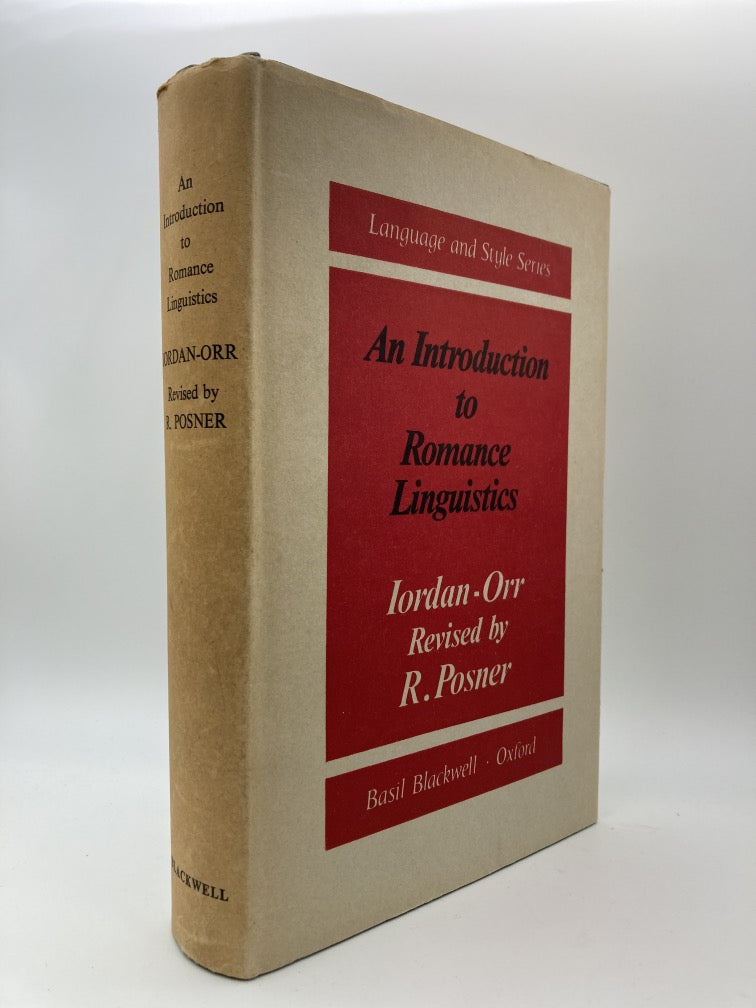 An
Introduction
to
Romance
Linguistics
IORDAN-ORR
Revised by
R. POSNER
BLACKWELL
Language and Style Series
An Introduction
to
Romance
Linguistics
Iordan-Orr
Revised by
R. Posner
Basil Blackwell · Oxford